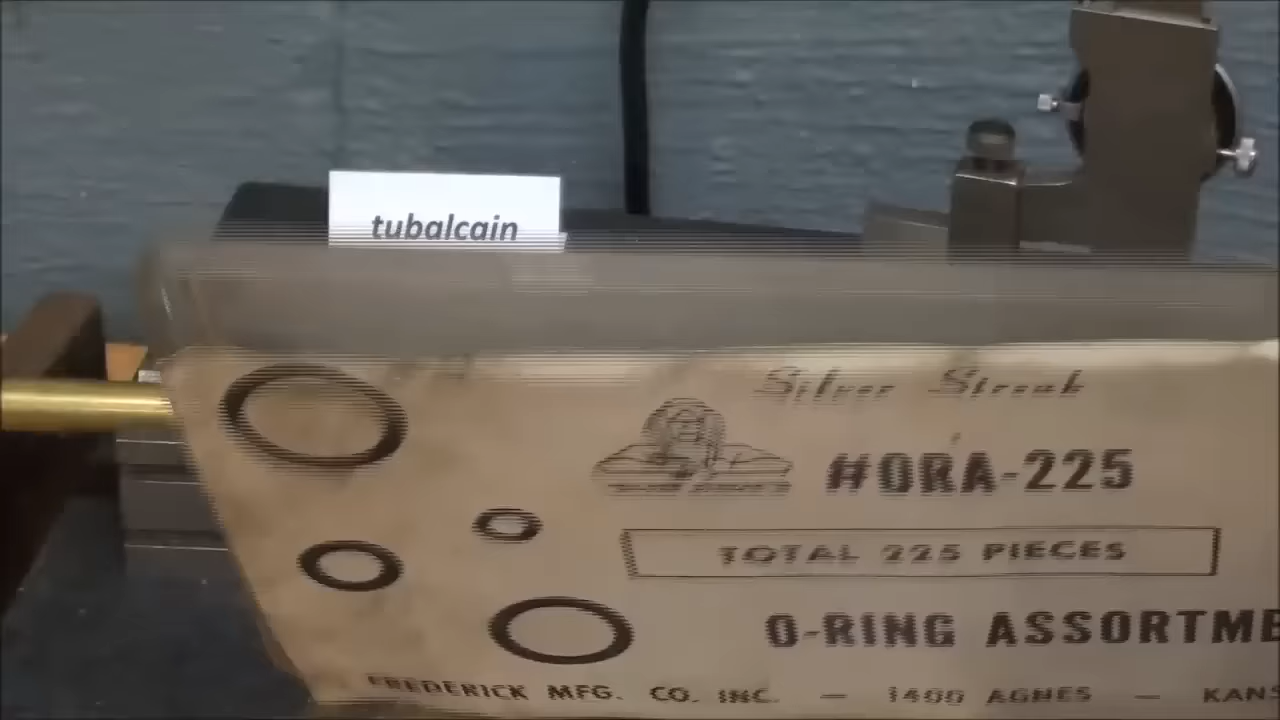 tubalcain
Silver Streak
#ORA-225
TOTAL 225 PIECES
O-RING ASSORTME
FREDERICK MFG. CO. INC. — 1400 AGNES — KANS